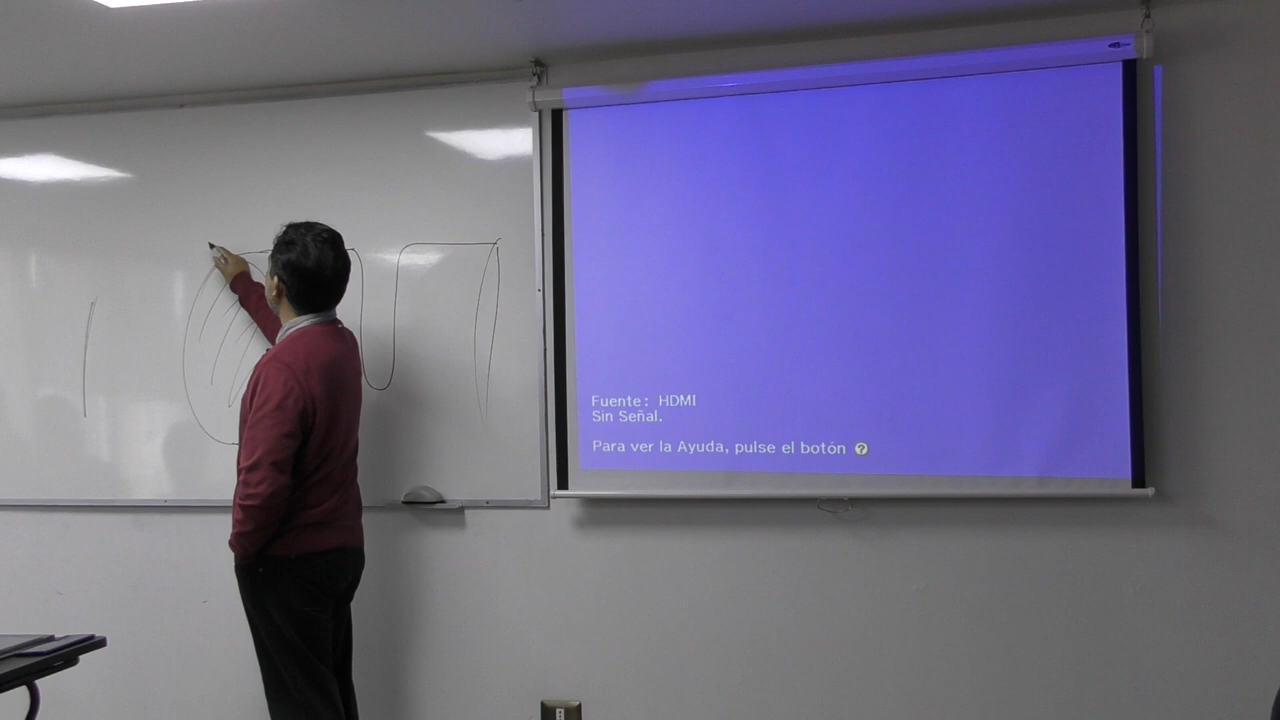 Fuente: HDMI
Sin Señal.
Para ver la Ayuda, pulse el botón ?